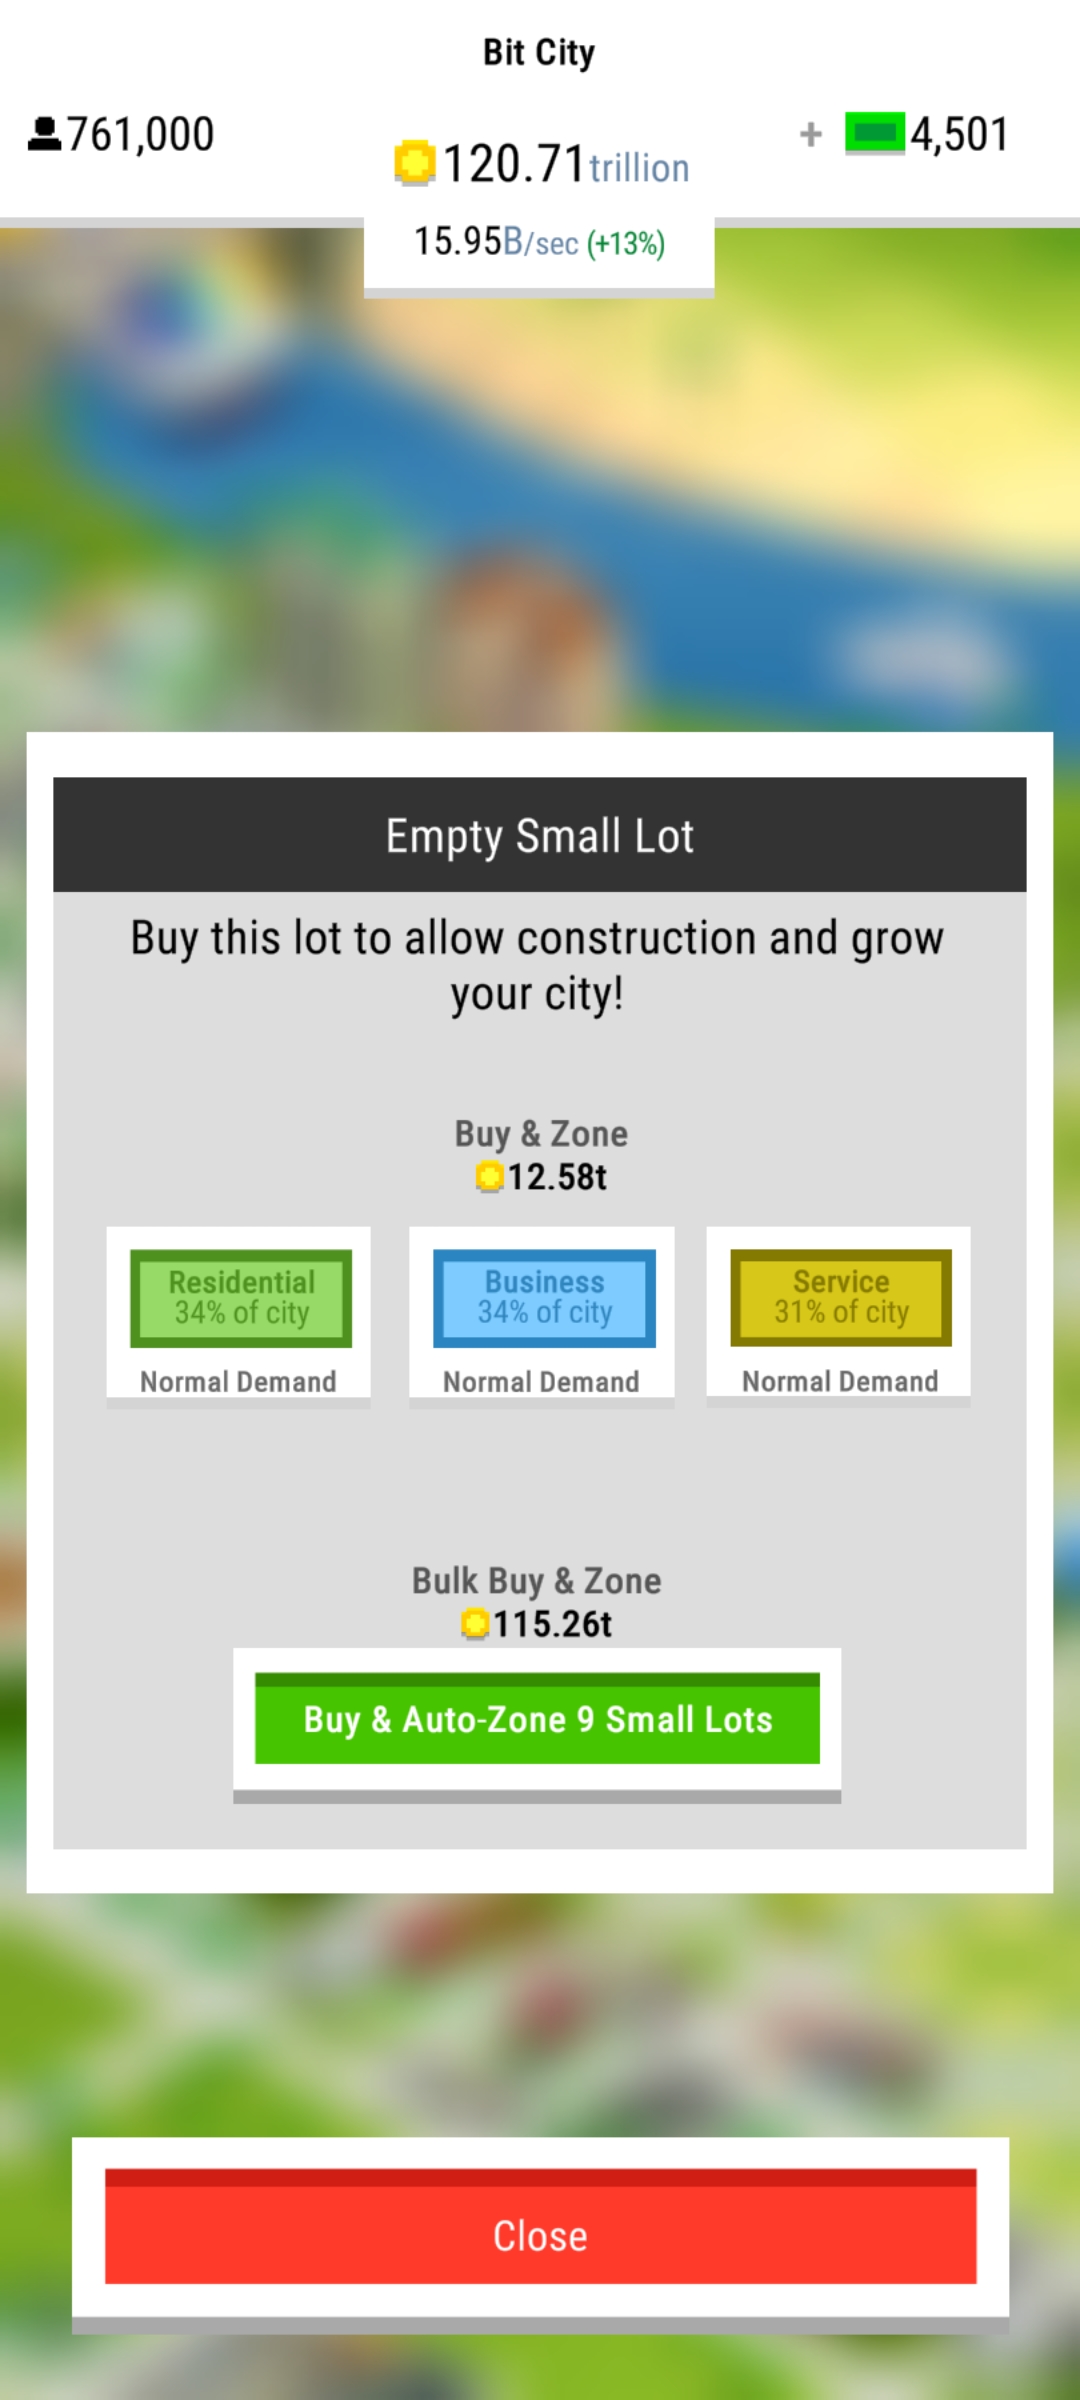 Bit City
761,000
120.71trillion
+ 4,501
15.95B/sec (+13%)
Empty Small Lot
Buy this lot to allow construction and grow
your city!
Buy & Zone
12.58t
Residential
34% of city
Normal Demand
Business
34% of city
Normal Demand
Service
31% of city
Normal Demand
Bulk Buy & Zone
115.26t
Buy & Auto-Zone 9 Small Lots
Close